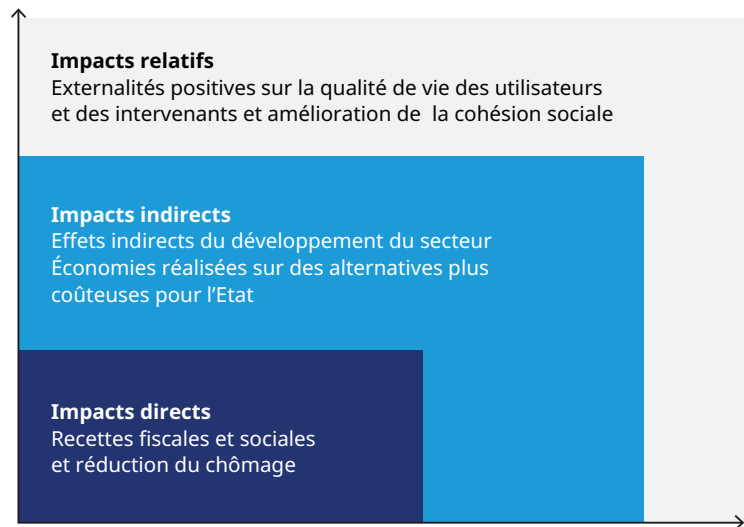 Impacts relatifs
Externalités positives sur la qualité de vie des utilisateurs
et des intervenants et amélioration de la cohésion sociale
Impacts indirects
Effets indirects du développement du secteur
Économies réalisées sur des alternatives plus
coûteuses pour l'Etat
Impacts directs
Recettes fiscales et sociales
et réduction du chômage